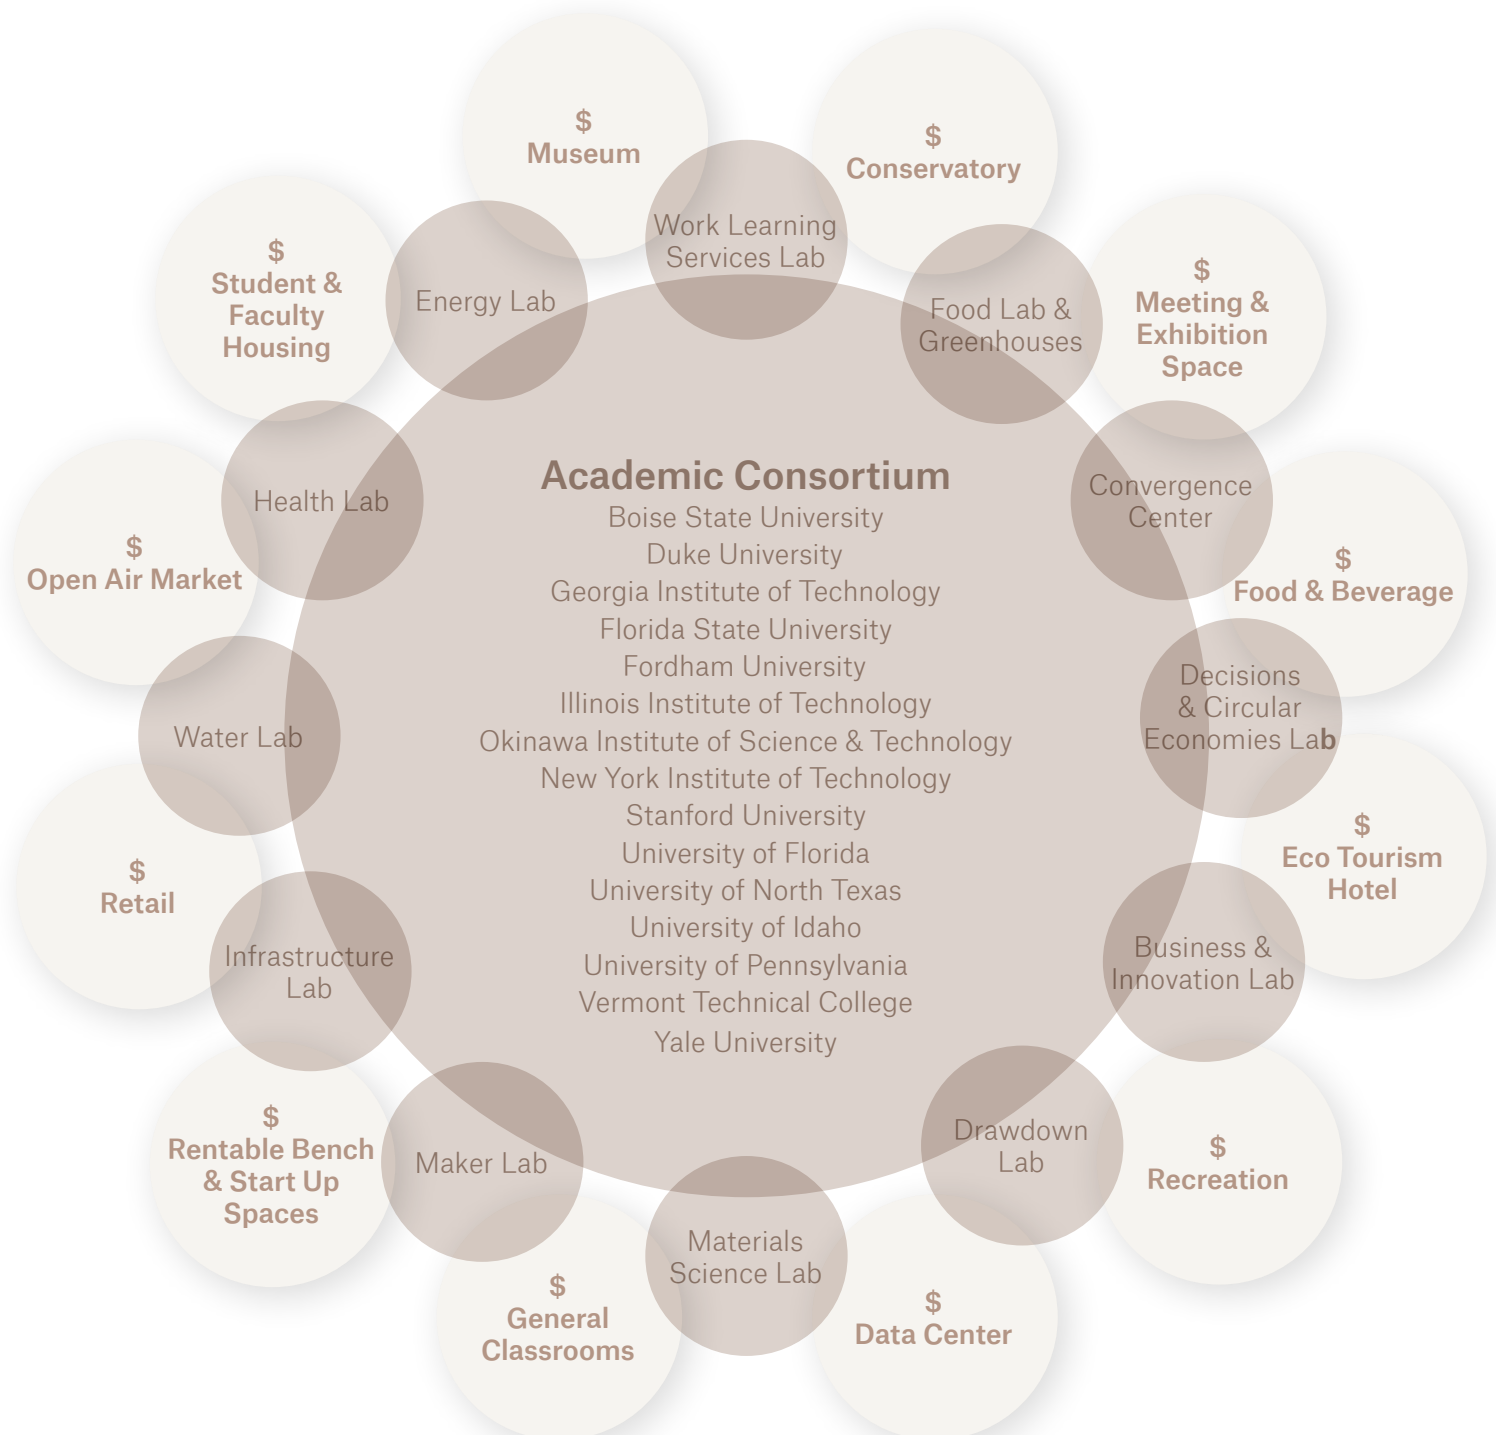 $
Museum
$
Conservatory
Work Learning
Services Lab
$
Student &
Faculty
Housing
Energy Lab
Food Lab &
Greenhouses
$
Meeting &
Exhibition
Space
Health Lab
Convergence
Center
$
Open Air Market
$
Food & Beverage
Academic Consortium
Boise State University
Duke University
Georgia Institute of Technology
Florida State University
Fordham University
Illinois Institute of Technology
Okinawa Institute of Science & Technology
New York Institute of Technology
Stanford University
University of Florida
University of North Texas
University of Idaho
University of Pennsylvania
Vermont Technical College
Yale University
Water Lab
Decisions
& Circular
Economies Lab
$
Retail
$
Eco Tourism
Hotel
Infrastructure
Lab
Business &
Innovation Lab
$
Rentable Bench
& Start Up
Spaces
Maker Lab
Drawdown
Lab
$
Recreation
Materials
Science Lab
$
General
Classrooms
$
Data Center